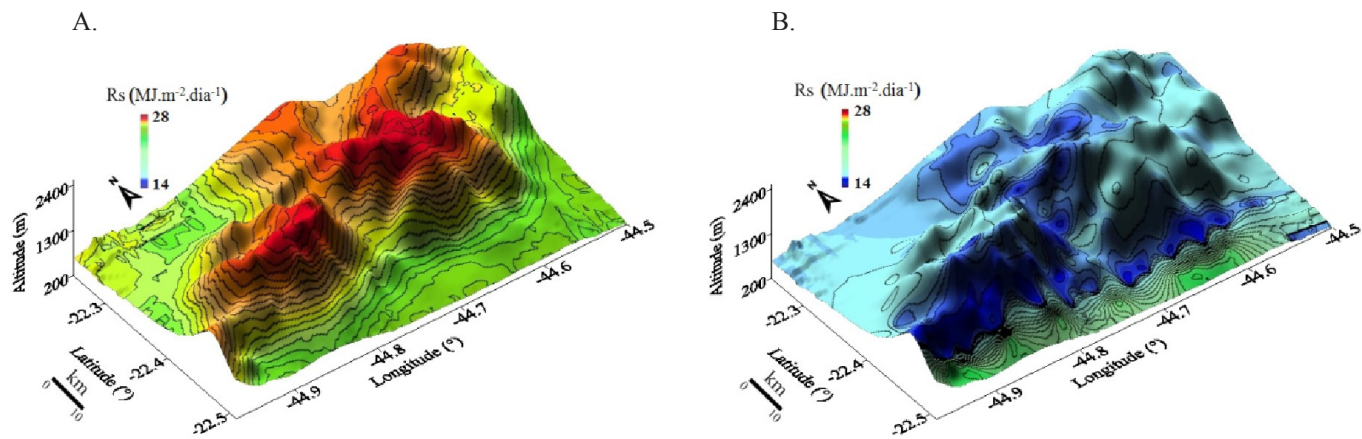 A.
Rs (MJ.m⁻².dia⁻¹)
28
14
N
Altitude (m)
2400
1300
200
-22.3
-22.4
-22.5
Latitude (°)
km
0 10
-44.9
-44.8
-44.7
-44.6
-44.5
Longitude (°)
B.
Rs (MJ.m⁻².dia⁻¹)
28
14
N
Altitude (m)
2400
1300
200
-22.3
-22.4
-22.5
Latitude (°)
km
0 10
-44.9
-44.8
-44.7
-44.6
-44.5
Longitude (°)